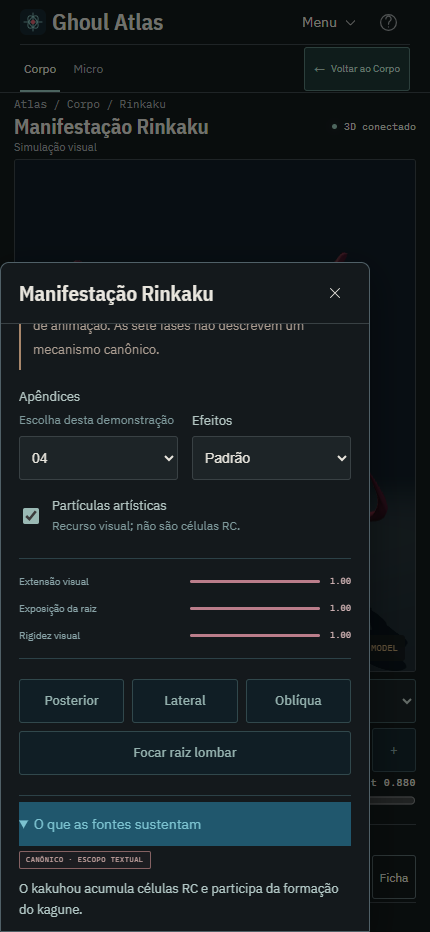 Ghoul Atlas
Menu
Corpo
Micro
← Voltar ao Corpo
Atlas / Corpo / Rinkaku
Manifestação Rinkaku
3D conectado
Simulação visual
Manifestação Rinkaku
de animação. As sete fases não descrevem um
mecanismo canônico.
Apêndices
Escolha desta demonstração
Efeitos
04
Padrão
Partículas artísticas
Recurso visual; não são células RC.
Extensão visual
1.00
Exposição da raiz
1.00
Rigidez visual
1.00
MODEL
Posterior
Lateral
Oblíqua
Focar raiz lombar
+
t 0.880
▼ O que as fontes sustentam
CANÔNICO · ESCOPO TEXTUAL
Ficha
O kakuhou acumula células RC e participa da formação
do kagune.